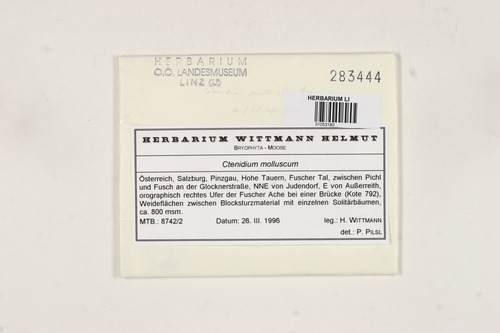 HERBARIUM
O.Ö. LANDESMUSEUM
LINZ
283444
HERBARIUM LI
01053180
HERBARIUM WITTMANN HELMUT
BRYOPHYTA - MOOSE
Ctenidium molluscum
Österreich, Salzburg, Pinzgau, Hohe Tauern, Fuscher Tal, zwischen Pichl
und Fusch an der Glocknerstraße, NNE von Judendorf, E von Außerreith,
orographisch rechtes Ufer der Fuscher Ache bei einer Brücke (Kote 792),
Weideflächen zwischen Blocksturzmaterial mit einzelnen Solitärbäumen,
ca. 800 msm.
MTB.: 8742/2 Datum: 26. III. 1996 leg.: H. WITTMANN
det.: P. PILSL